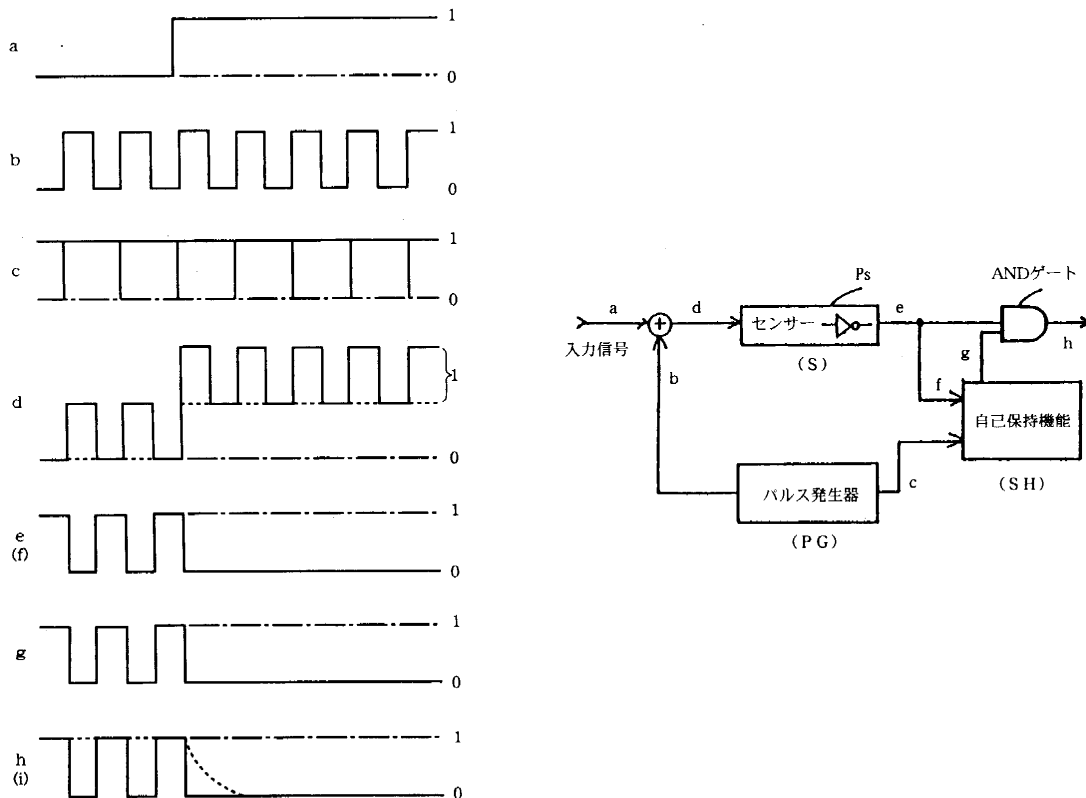 a
1
0
b
1
0
c
1
0
d
1
0
e
(f)
1
0
g
1
0
h
(i)
1
0
入力信号
a
d
b
センサー
Ps
(S)
e
ANDゲート
h
g
f
自己保持機能
(SH)
c
パルス発生器
(PG)